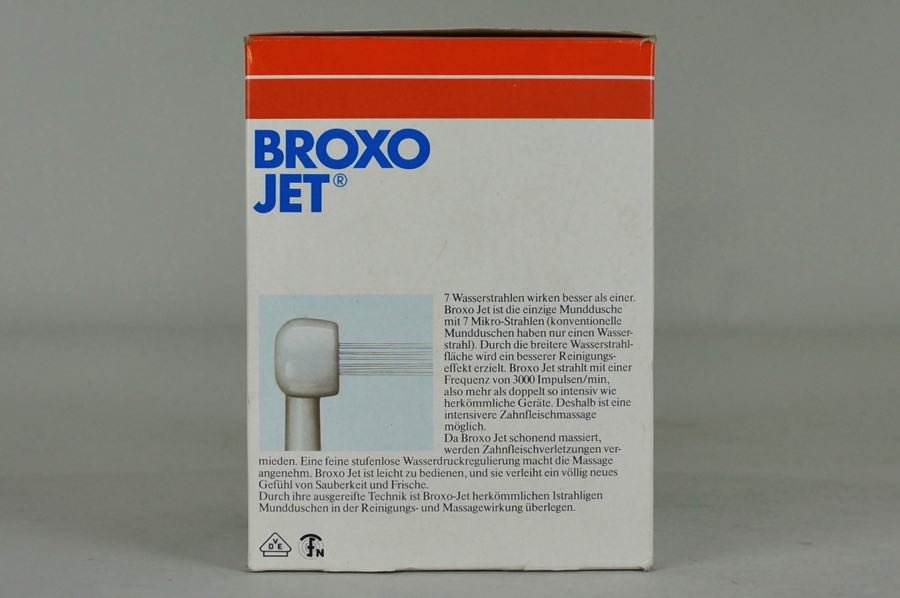 BROXO
JET®
7 Wasserstrahlen wirken besser als einer.
Broxo Jet ist die einzige Munddusche
mit 7 Mikro-Strahlen (konventionelle
Mundduschen haben nur einen Wasser-
strahl). Durch die breitere Wasserstrahl-
fläche wird ein besserer Reinigungs-
effekt erzielt. Broxo Jet strahlt mit einer
Frequenz von 3000 Impulsen/min,
also mehr als doppelt so intensiv wie
herkömmliche Geräte. Deshalb ist eine
intensivere Zahnfleischmassage
möglich.
Da Broxo Jet schonend massiert,
werden Zahnfleischverletzungen ver-
mieden. Eine feine stufenlose Wasserdruckregulierung macht die Massage
angenehm. Broxo Jet ist leicht zu bedienen, und sie verleiht ein völlig neues
Gefühl von Sauberkeit und Frische.
Durch ihre ausgereifte Technik ist Broxo-Jet herkömmlichen 1strahligen
Mundduschen in der Reinigungs- und Massagewirkung überlegen.
VDE
FN